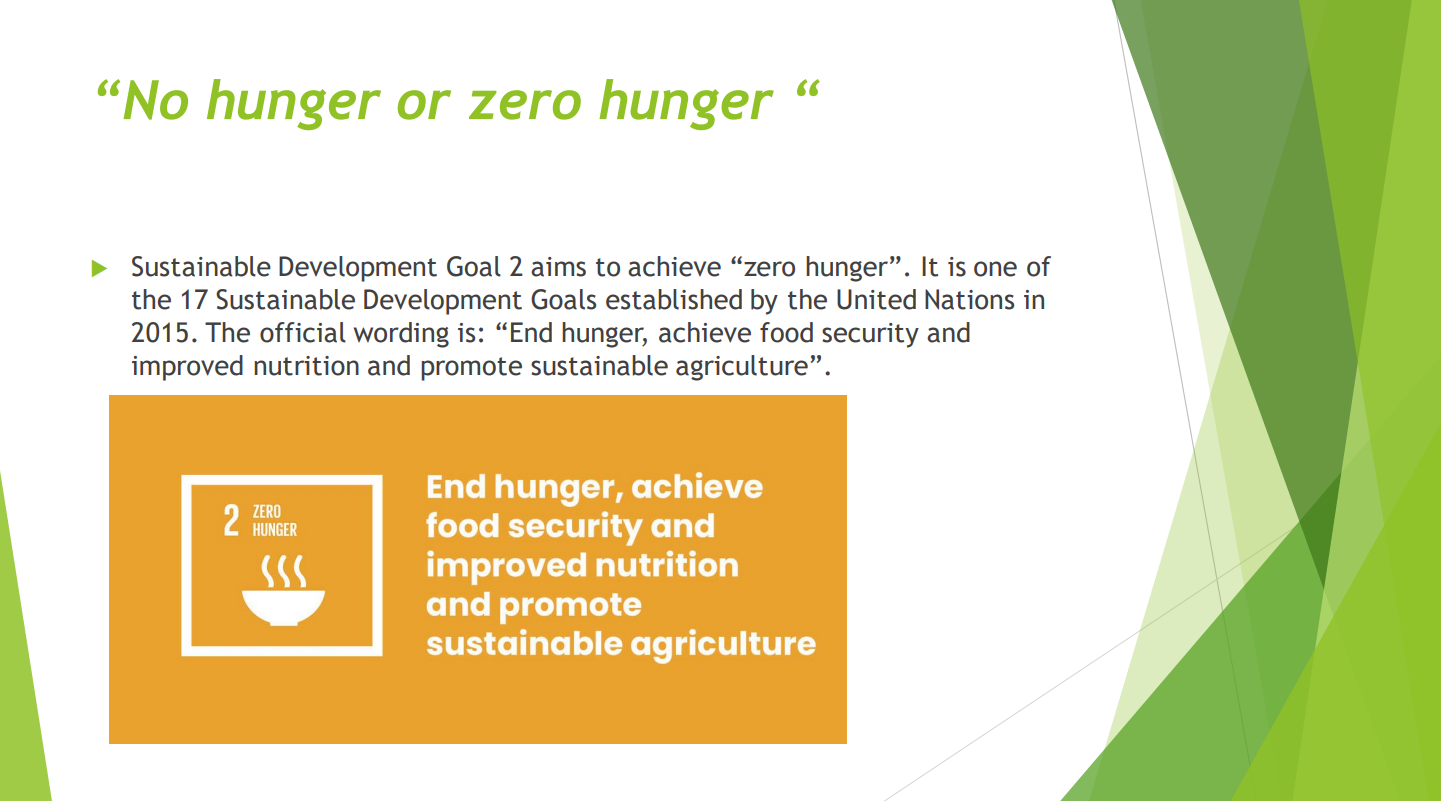 “No hunger or zero hunger “
Sustainable Development Goal 2 aims to achieve “zero hunger”. It is one of
the 17 Sustainable Development Goals established by the United Nations in
2015. The official wording is: “End hunger, achieve food security and
improved nutrition and promote sustainable agriculture”.
2 ZERO
HUNGER
End hunger, achieve
food security and
improved nutrition
and promote
sustainable agriculture